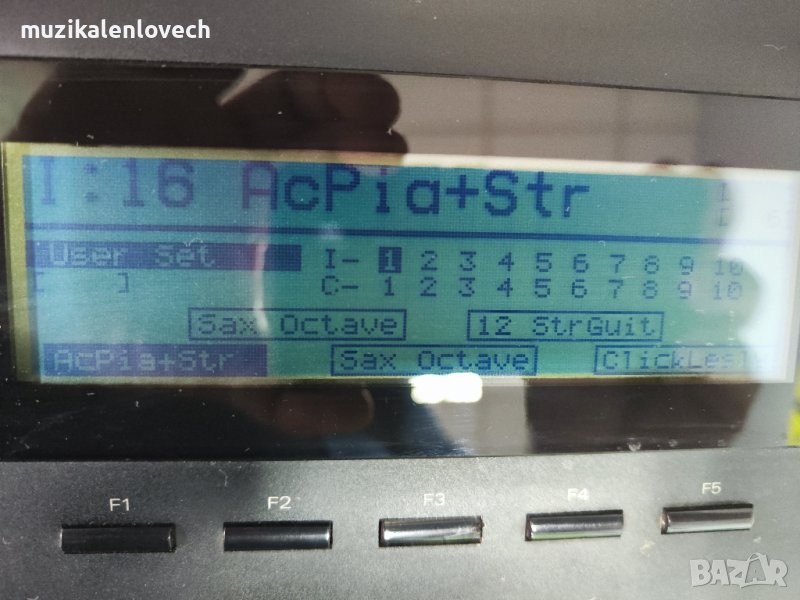 muzikalenlovech
I:16 AcPia+Str
User Set
I- 1 2 3 4 5 6 7 8 9 10
[ ]
C- 1 2 3 4 5 6 7 8 9 10
Sax Octave 12 StrGuit
AcPia+Str Sax Octave ClickLesl
F1 F2 F3 F4 F5
BAZAR